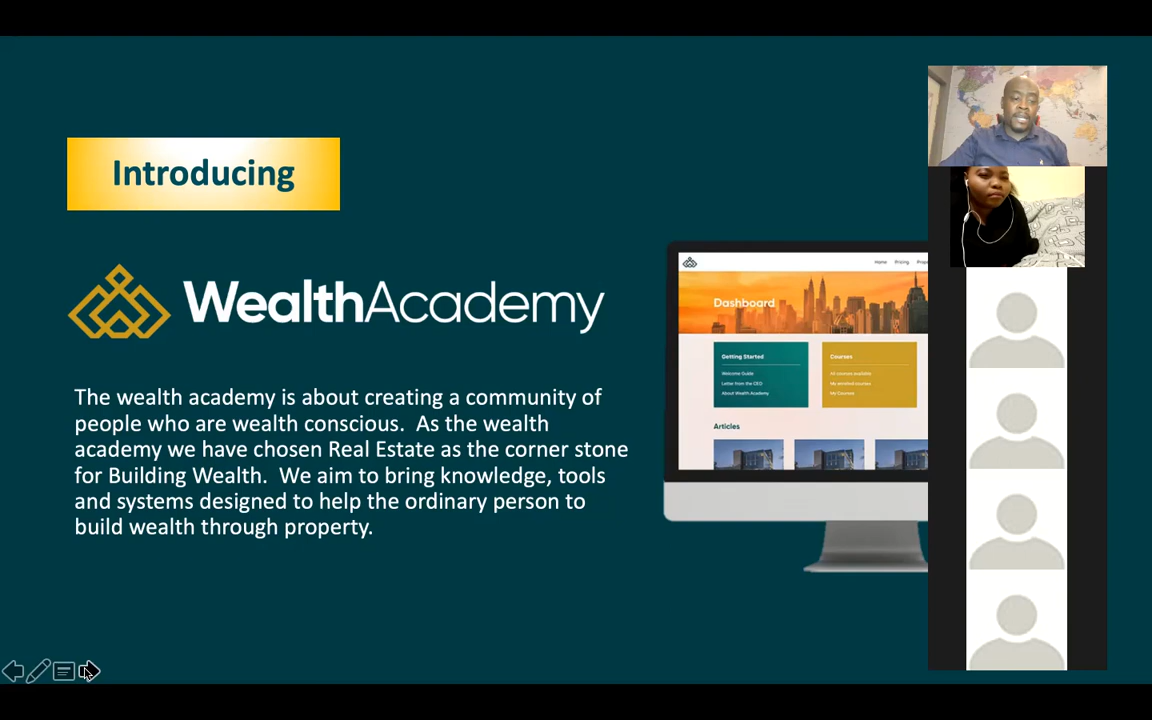 Introducing
WealthAcademy
The wealth academy is about creating a community of
people who are wealth conscious.  As the wealth
academy we have chosen Real Estate as the corner stone
for Building Wealth.  We aim to bring knowledge, tools
and systems designed to help the ordinary person to
build wealth through property.
Home Pricing
Dashboard
Getting Started
Welcome Guide
Letter from the CEO
About Wealth Academy
Courses
All courses available
My enrolled courses
My Courses
Articles